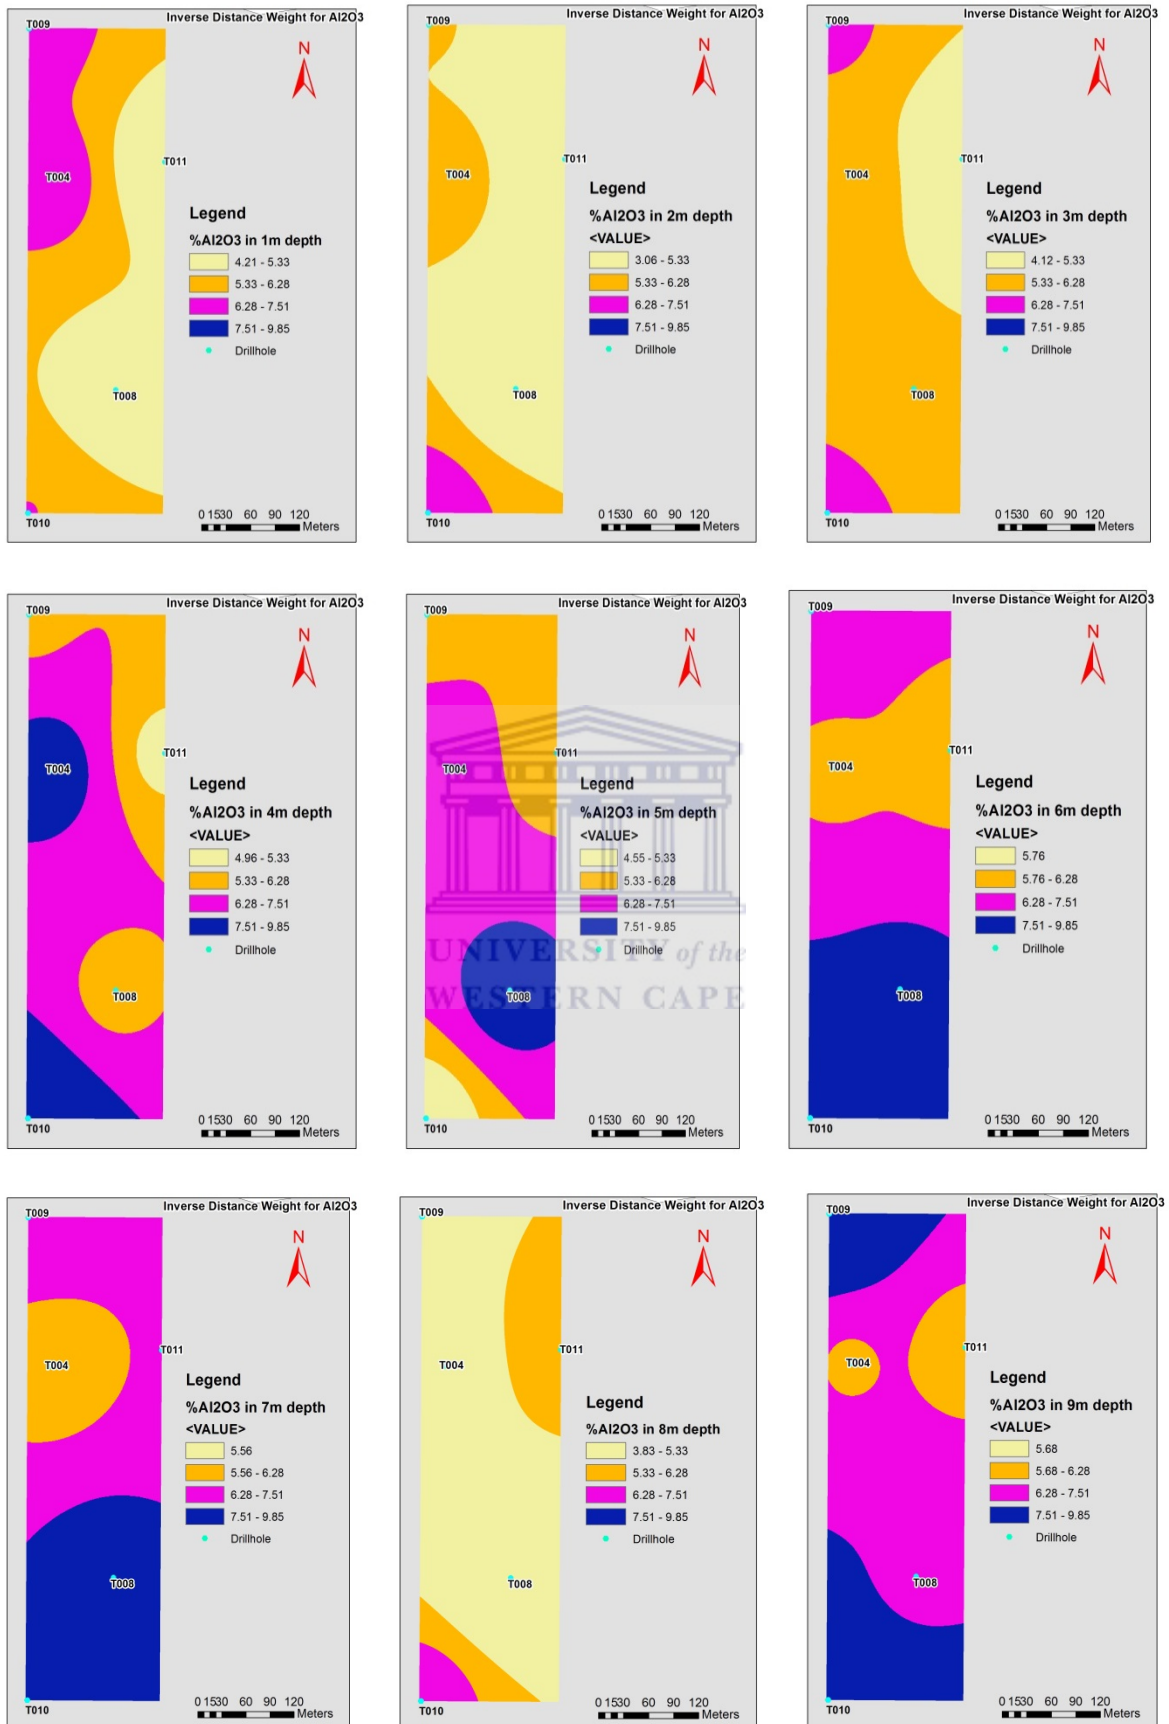 Inverse Distance Weight for Al2O3
T009
N
T011
T004
Legend
%Al2O3 in 1m depth
4.21 - 5.33
5.33 - 6.28
6.28 - 7.51
7.51 - 9.85
Drillhole
T008
T010
0 1530 60 90 120
Meters
Inverse Distance Weight for Al2O3
T009
N
T011
T004
Legend
%Al2O3 in 2m depth
<VALUE>
3.06 - 5.33
5.33 - 6.28
6.28 - 7.51
7.51 - 9.85
Drillhole
T008
T010
0 1530 60 90 120
Meters
Inverse Distance Weight for Al2O3
T009
N
T011
T004
Legend
%Al2O3 in 3m depth
<VALUE>
4.12 - 5.33
5.33 - 6.28
6.28 - 7.51
7.51 - 9.85
Drillhole
T008
T010
0 1530 60 90 120
Meters
Inverse Distance Weight for Al2O3
T009
N
T011
T004
Legend
%Al2O3 in 4m depth
<VALUE>
4.96 - 5.33
5.33 - 6.28
6.28 - 7.51
7.51 - 9.85
Drillhole
T008
T010
0 1530 60 90 120
Meters
Inverse Distance Weight for Al2O3
T009
N
T011
T004
Legend
%Al2O3 in 5m depth
<VALUE>
4.55 - 5.33
5.33 - 6.28
6.28 - 7.51
7.51 - 9.85
Drillhole
UNIVERSITY of the
WESTERN CAPE
T008
T010
0 1530 60 90 120
Meters
Inverse Distance Weight for Al2O3
T009
N
T011
T004
Legend
%Al2O3 in 6m depth
<VALUE>
5.76
5.76 - 6.28
6.28 - 7.51
7.51 - 9.85
Drillhole
T008
T010
0 1530 60 90 120
Meters
Inverse Distance Weight for Al2O3
T009
N
T011
T004
Legend
%Al2O3 in 7m depth
<VALUE>
5.56
5.56 - 6.28
6.28 - 7.51
7.51 - 9.85
Drillhole
T008
T010
0 1530 60 90 120
Meters
Inverse Distance Weight for Al2O3
T009
N
T011
T004
Legend
%Al2O3 in 8m depth
3.83 - 5.33
5.33 - 6.28
6.28 - 7.51
7.51 - 9.85
Drillhole
T008
T010
0 1530 60 90 120
Meters
Inverse Distance Weight for Al2O3
T009
N
T011
T004
Legend
%Al2O3 in 9m depth
<VALUE>
5.68
5.68 - 6.28
6.28 - 7.51
7.51 - 9.85
Drillhole
T008
T010
0 1530 60 90 120
Meters